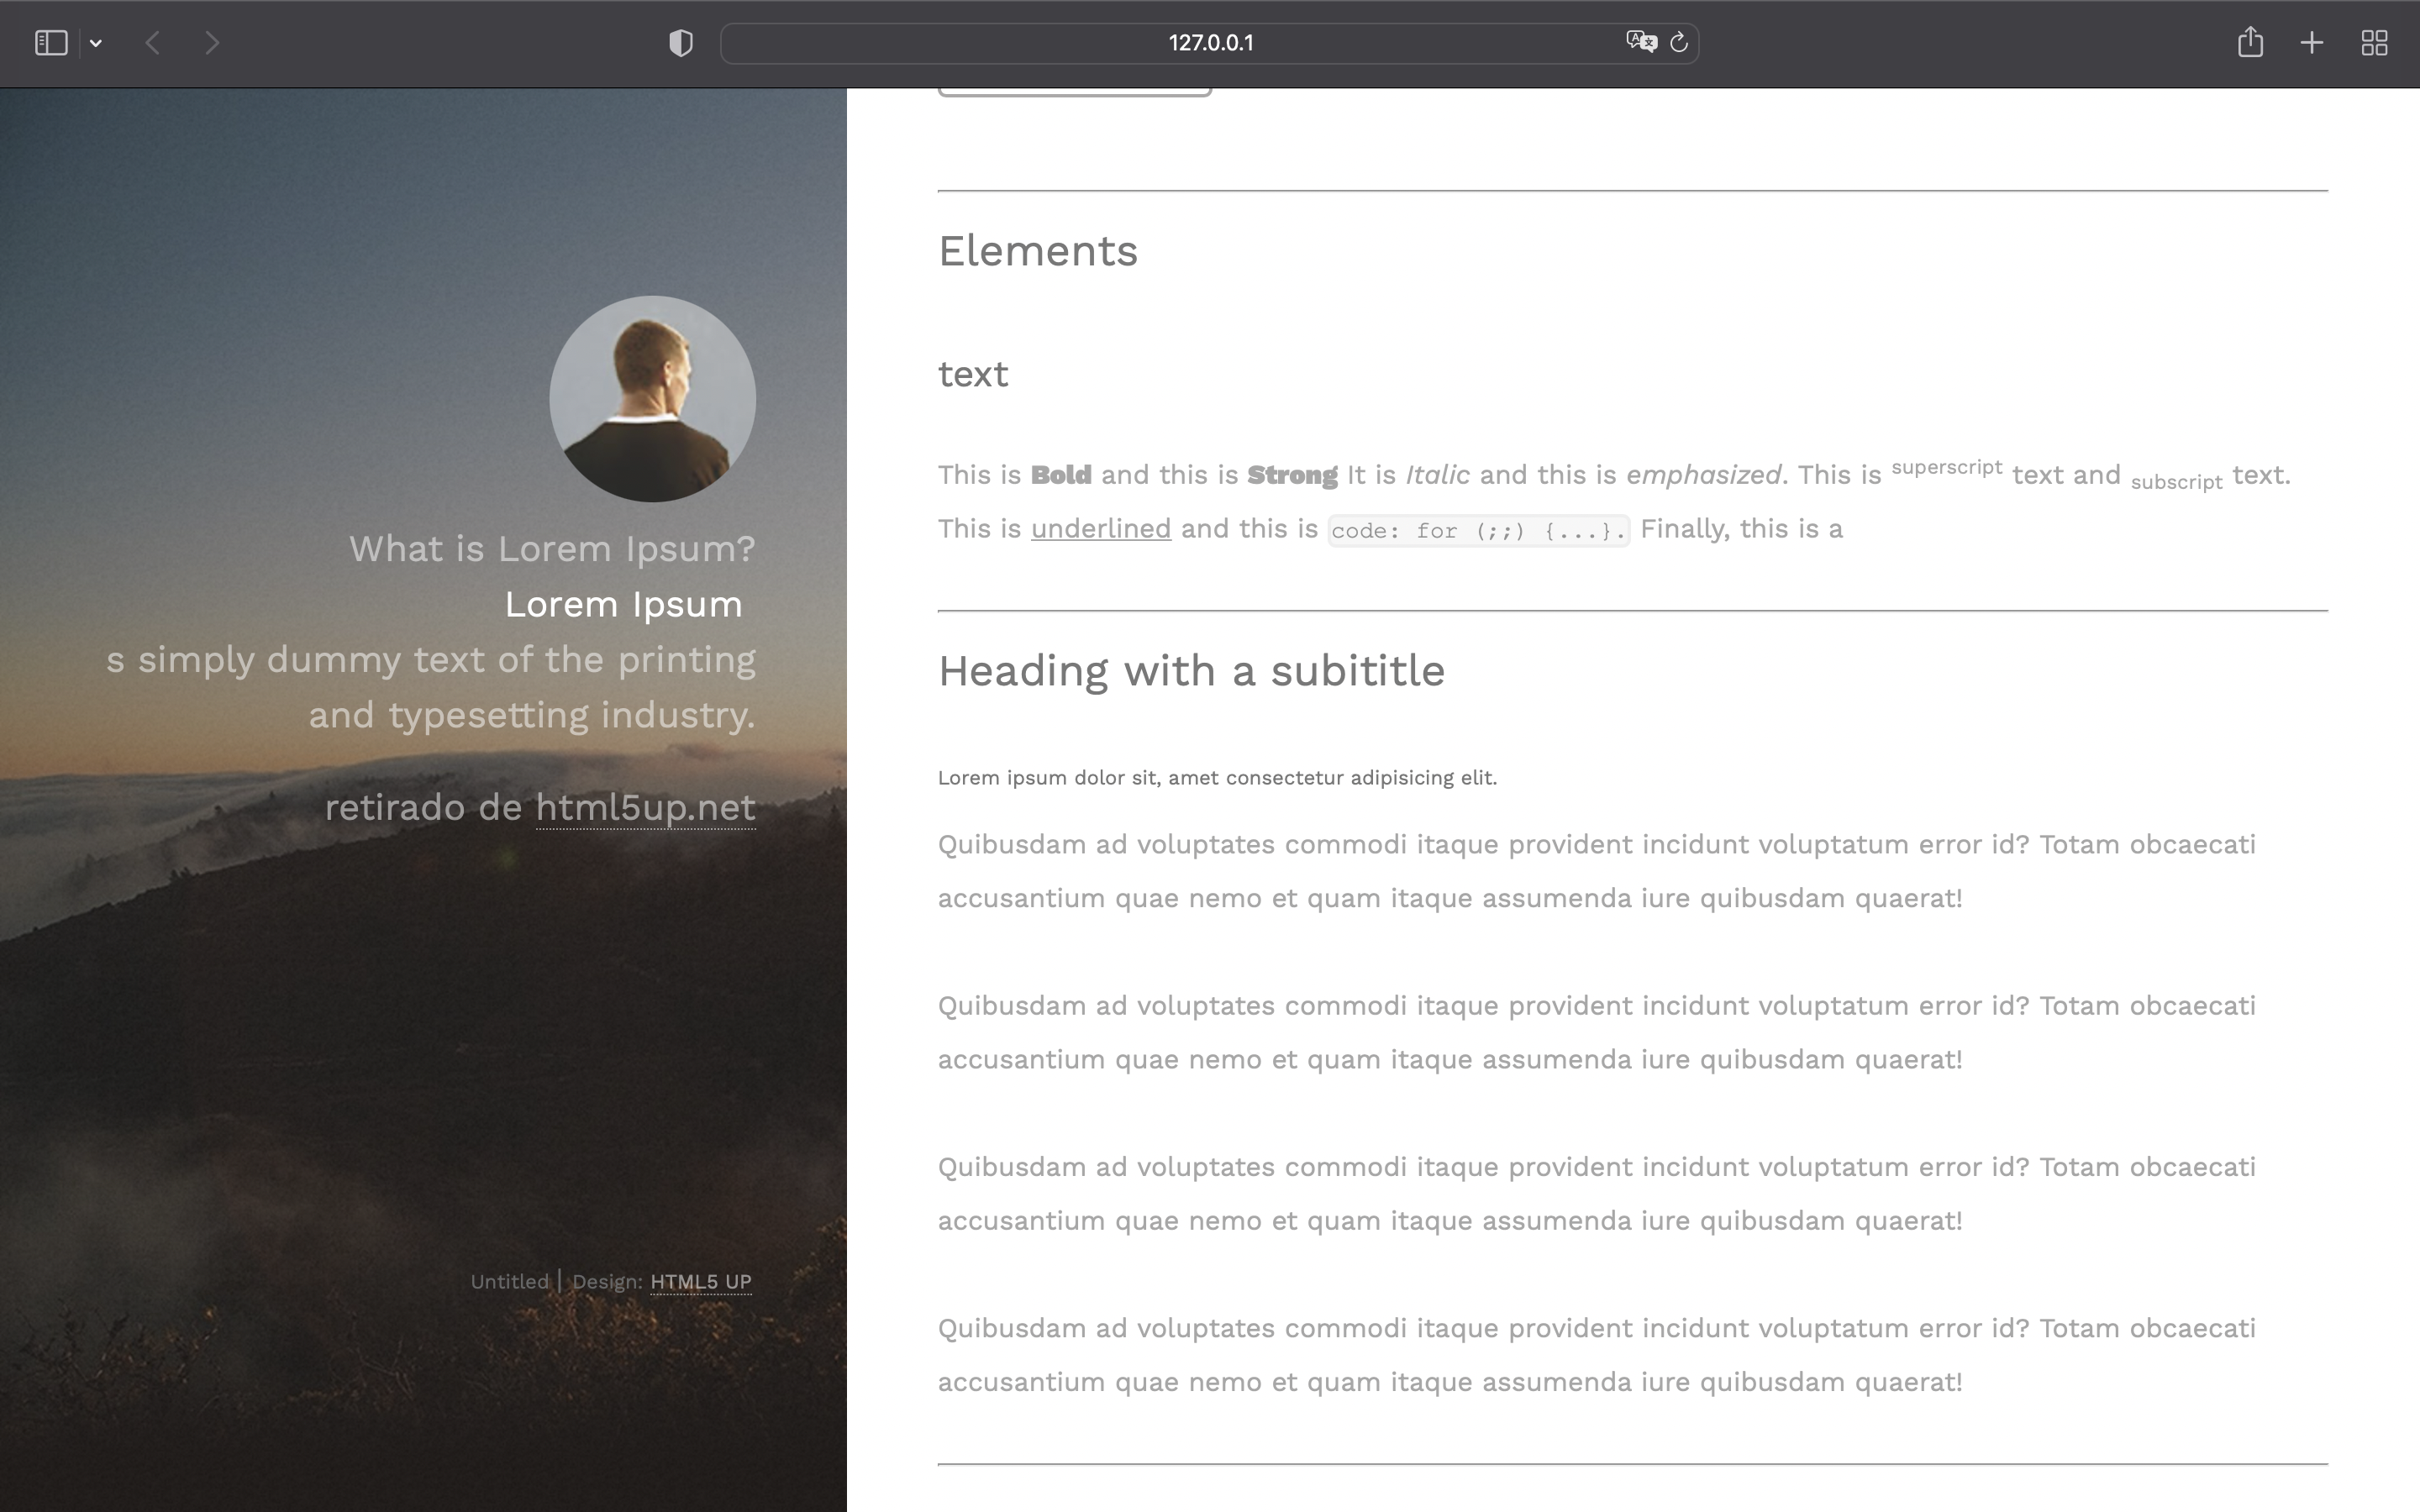 127.0.0.1
What is Lorem Ipsum?
Lorem Ipsum
s simply dummy text of the printing
and typesetting industry.
retirado de html5up.net
Untitled | Design: HTML5 UP
Elements
text
This is Bold and this is Strong It is Italic and this is emphasized. This is superscript text and subscript text.
This is underlined and this is code: for (;;) {...}. Finally, this is a
Heading with a subititle
Lorem ipsum dolor sit, amet consectetur adipisicing elit.
Quibusdam ad voluptates commodi itaque provident incidunt voluptatum error id? Totam obcaecati
accusantium quae nemo et quam itaque assumenda iure quibusdam quaerat!
Quibusdam ad voluptates commodi itaque provident incidunt voluptatum error id? Totam obcaecati
accusantium quae nemo et quam itaque assumenda iure quibusdam quaerat!
Quibusdam ad voluptates commodi itaque provident incidunt voluptatum error id? Totam obcaecati
accusantium quae nemo et quam itaque assumenda iure quibusdam quaerat!
Quibusdam ad voluptates commodi itaque provident incidunt voluptatum error id? Totam obcaecati
accusantium quae nemo et quam itaque assumenda iure quibusdam quaerat!